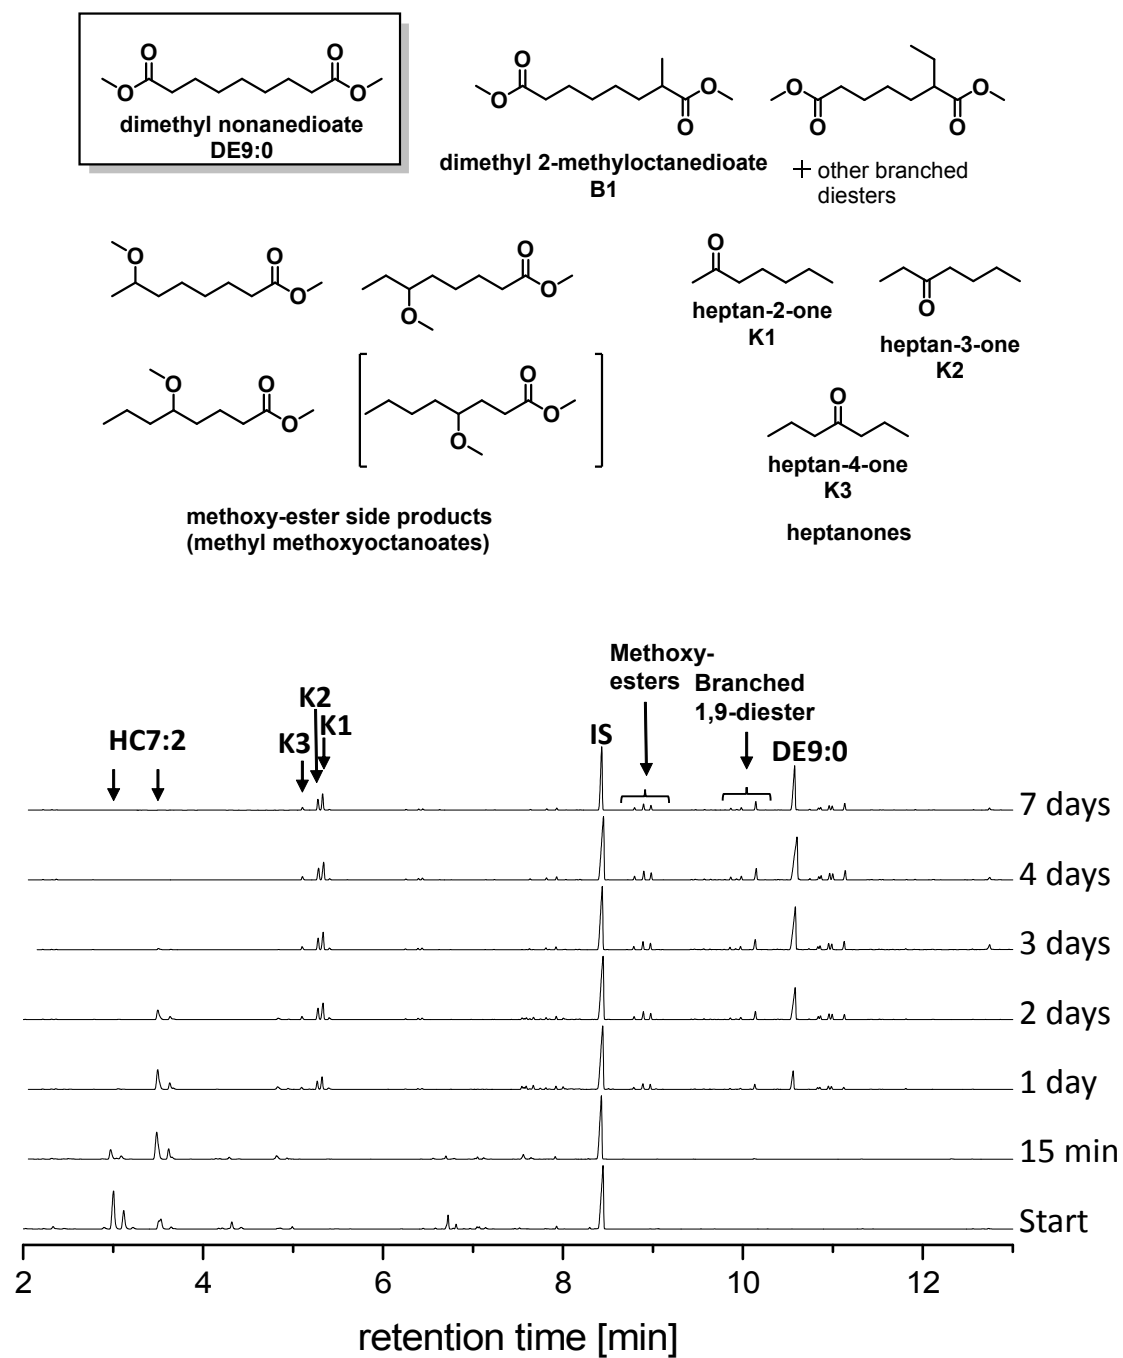 O
O
O
O
dimethyl nonanedioate
DE9:0
O
O
O
O
dimethyl 2-methyloctanedioate
B1
O
O
O
O
+ other branched
diesters
O
O
O
O
O
O
O
O
O
O
O
O
methoxy-ester side products
(methyl methoxyoctanoates)
O
heptan-2-one
K1
O
heptan-3-one
K2
O
heptan-4-one
K3
heptanones
HC7:2
K3
K2
K1
IS
Methoxy-
esters
Branched
1,9-diester
DE9:0
7 days
4 days
3 days
2 days
1 day
15 min
Start
2 4 6 8 10 12
retention time [min]